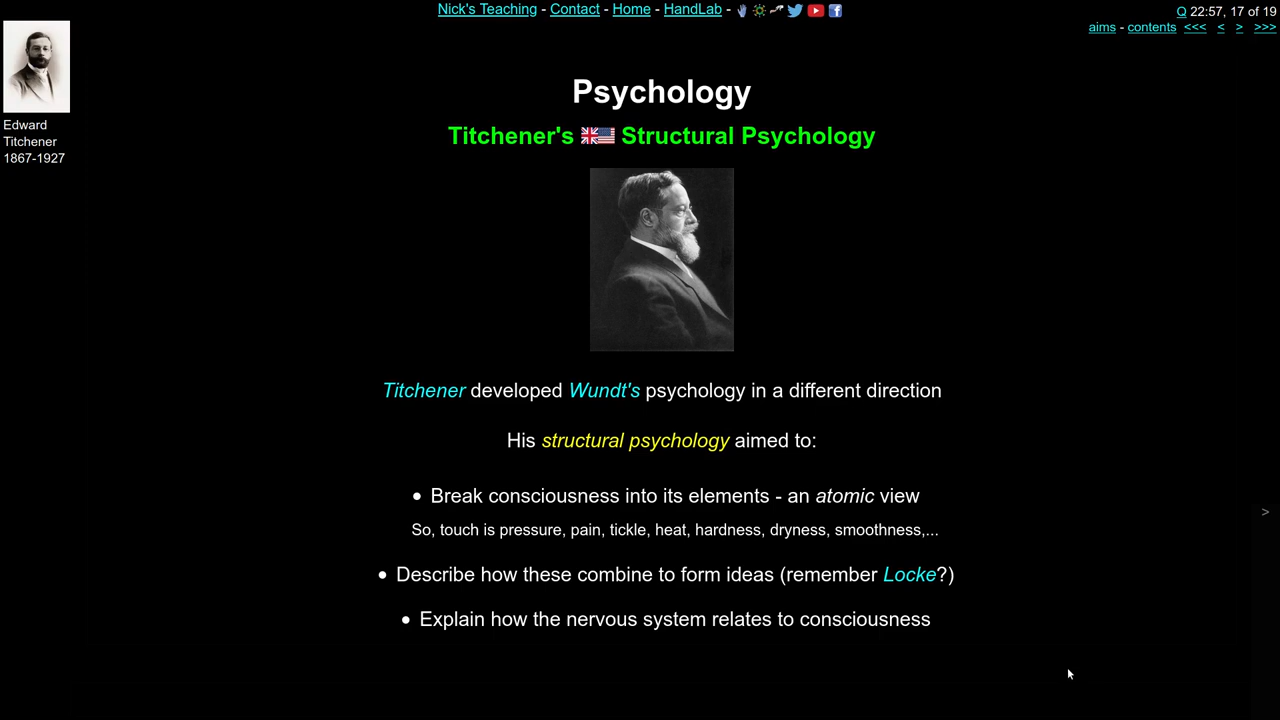 Nick's Teaching - Contact - Home - HandLab -
Q 22:57, 17 of 19
aims - contents <<< < > >>>
Edward
Titchener
1867-1927
Psychology
Titchener's Structural Psychology
Titchener developed Wundt's psychology in a different direction
His structural psychology aimed to:
• Break consciousness into its elements - an atomic view
So, touch is pressure, pain, tickle, heat, hardness, dryness, smoothness,...
>
• Describe how these combine to form ideas (remember Locke?)
• Explain how the nervous system relates to consciousness